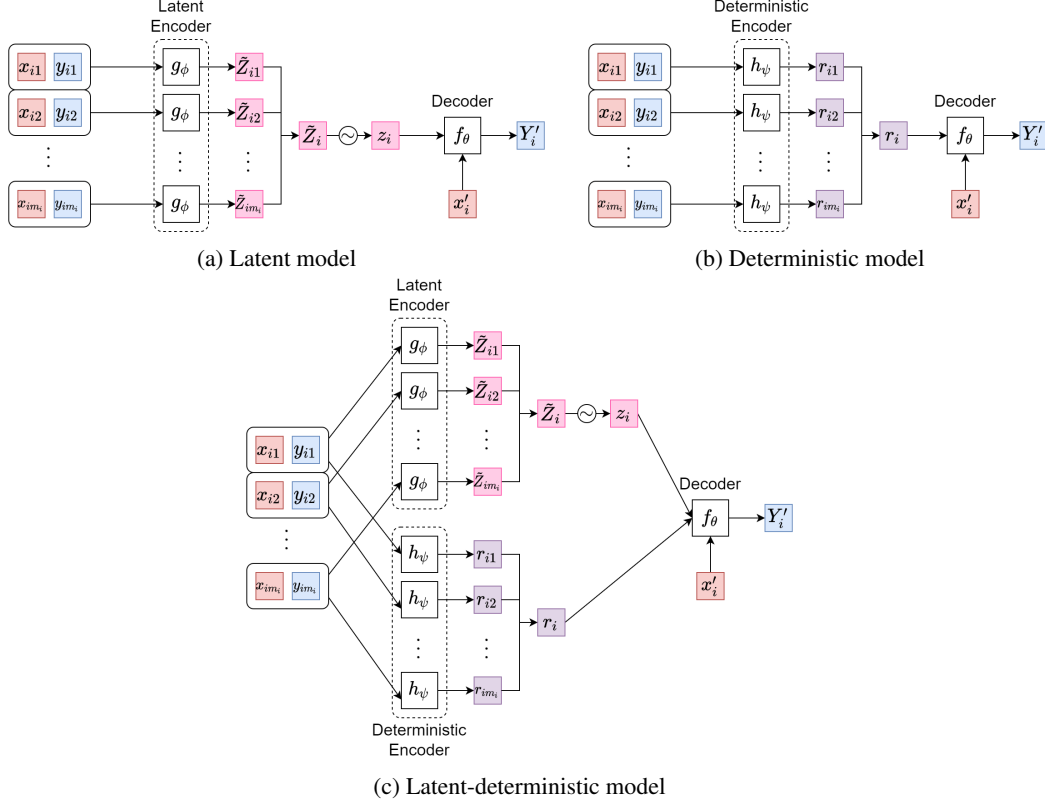 Latent
Encoder
x_{i1} y_{i1} g_ϕ Z̃_{i1}
x_{i2} y_{i2} g_ϕ Z̃_{i2}
Decoder
Z̃_i ~ z_i f_θ Y′_i
⋮ ⋮ ⋮
x_{im_i} y_{im_i} g_ϕ Z̃_{im_i} x′_i
(a) Latent model
Deterministic
Encoder
x_{i1} y_{i1} h_ψ r_{i1}
x_{i2} y_{i2} h_ψ r_{i2}
Decoder
r_i f_θ Y′_i
⋮ ⋮ ⋮
x_{im_i} y_{im_i} h_ψ r_{im_i} x′_i
(b) Deterministic model
Latent
Encoder
g_ϕ Z̃_{i1}
g_ϕ Z̃_{i2}
Z̃_i ~ z_i
⋮ ⋮
g_ϕ Z̃_{im_i}
x_{i1} y_{i1}
x_{i2} y_{i2}
⋮
x_{im_i} y_{im_i}
h_ψ r_{i1}
h_ψ r_{i2}
r_i
⋮ ⋮
h_ψ r_{im_i}
Deterministic
Encoder
Decoder
f_θ Y′_i
x′_i
(c) Latent-deterministic model